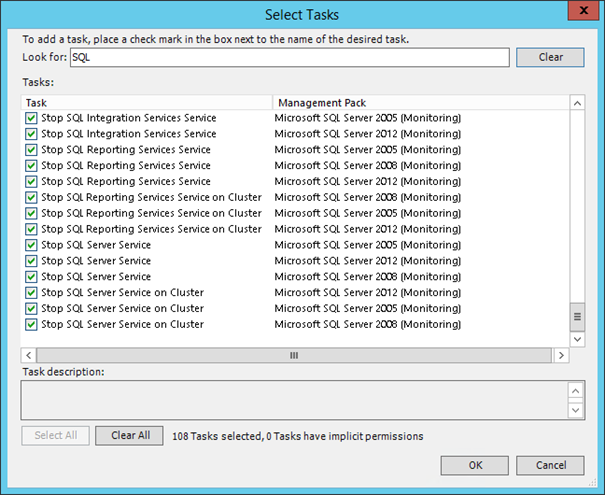 Select Tasks
x
To add a task, place a check mark in the box next to the name of the desired task.
Look for: SQL Clear
Tasks:
Task Management Pack
Stop SQL Integration Services Service Microsoft SQL Server 2005 (Monitoring)
Stop SQL Integration Services Service Microsoft SQL Server 2012 (Monitoring)
Stop SQL Reporting Services Service Microsoft SQL Server 2005 (Monitoring)
Stop SQL Reporting Services Service Microsoft SQL Server 2008 (Monitoring)
Stop SQL Reporting Services Service Microsoft SQL Server 2012 (Monitoring)
Stop SQL Reporting Services Service on Cluster Microsoft SQL Server 2008 (Monitoring)
Stop SQL Reporting Services Service on Cluster Microsoft SQL Server 2005 (Monitoring)
Stop SQL Reporting Services Service on Cluster Microsoft SQL Server 2012 (Monitoring)
Stop SQL Server Service Microsoft SQL Server 2005 (Monitoring)
Stop SQL Server Service Microsoft SQL Server 2012 (Monitoring)
Stop SQL Server Service Microsoft SQL Server 2008 (Monitoring)
Stop SQL Server Service on Cluster Microsoft SQL Server 2012 (Monitoring)
Stop SQL Server Service on Cluster Microsoft SQL Server 2005 (Monitoring)
Stop SQL Server Service on Cluster Microsoft SQL Server 2008 (Monitoring)
Task description:
Select All Clear All 108 Tasks selected, 0 Tasks have implicit permissions
OK Cancel